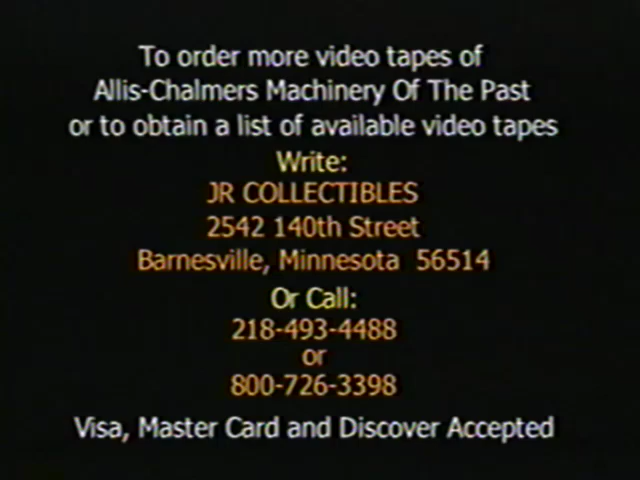 To order more video tapes of
Allis-Chalmers Machinery Of The Past
or to obtain a list of available video tapes
Write:
JR COLLECTIBLES
2542 140th Street
Barnesville, Minnesota 56514
Or Call:
218-493-4488
or
800-726-3398
Visa, Master Card and Discover Accepted